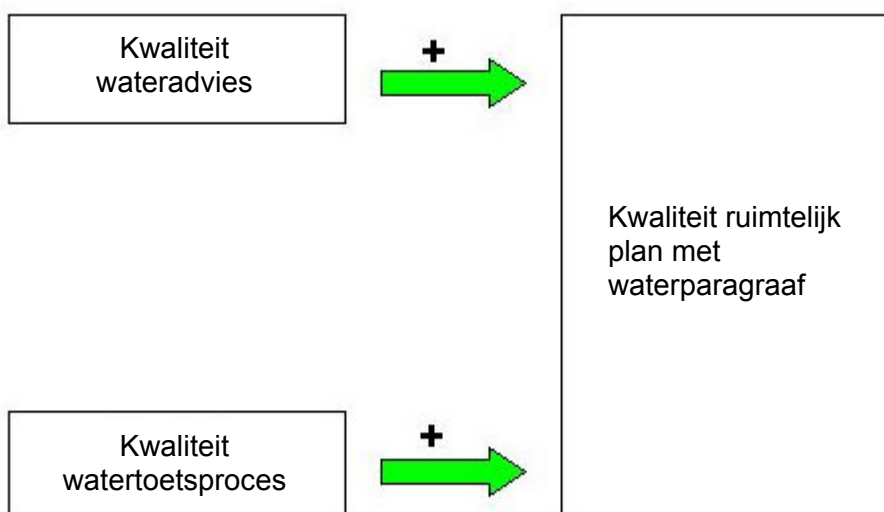 Kwaliteit
wateradvies
+
Kwaliteit ruimtelijk
plan met
waterparagraaf
Kwaliteit
watertoetsproces
+